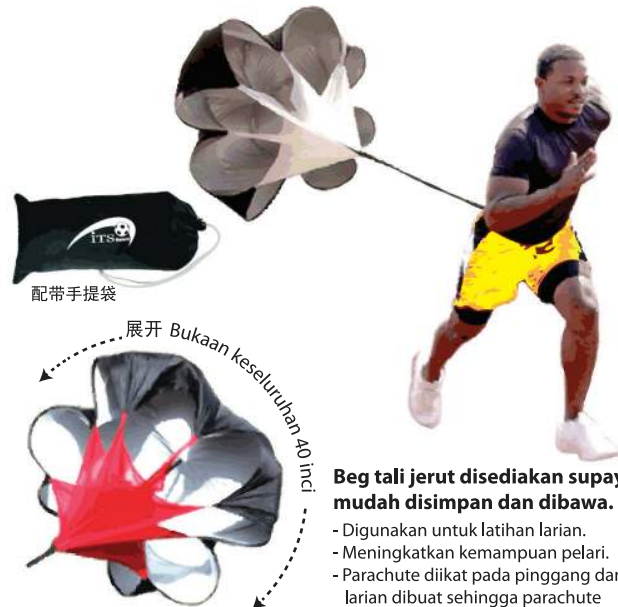 iTS
配带手提袋
展开 Bukaan keseluruhan 40 inci
Beg tali jerut disediakan supay
mudah disimpan dan dibawa.
- Digunakan untuk latihan larian.
- Meningkatkan kemampuan pelari.
- Parachute diikat pada pinggang dan
larian dibuat sehingga parachute